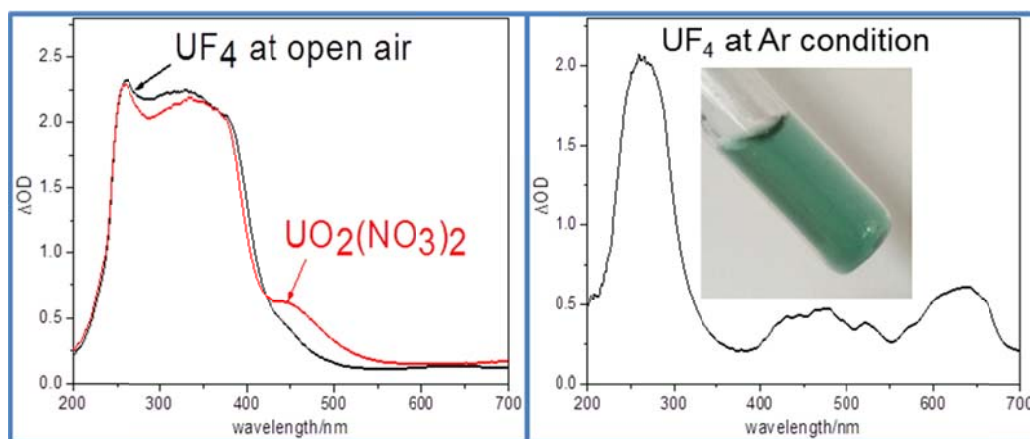 UF4 at open air
UO2(NO3)2
ΔOD
2.5
2.0
1.5
1.0
0.5
0.0
200 300 400 500 600 700
wavelength/nm
UF4 at Ar condition
ΔOD
2.0
1.5
1.0
0.5
0.0
200 300 400 500 600 700
wavelength/nm